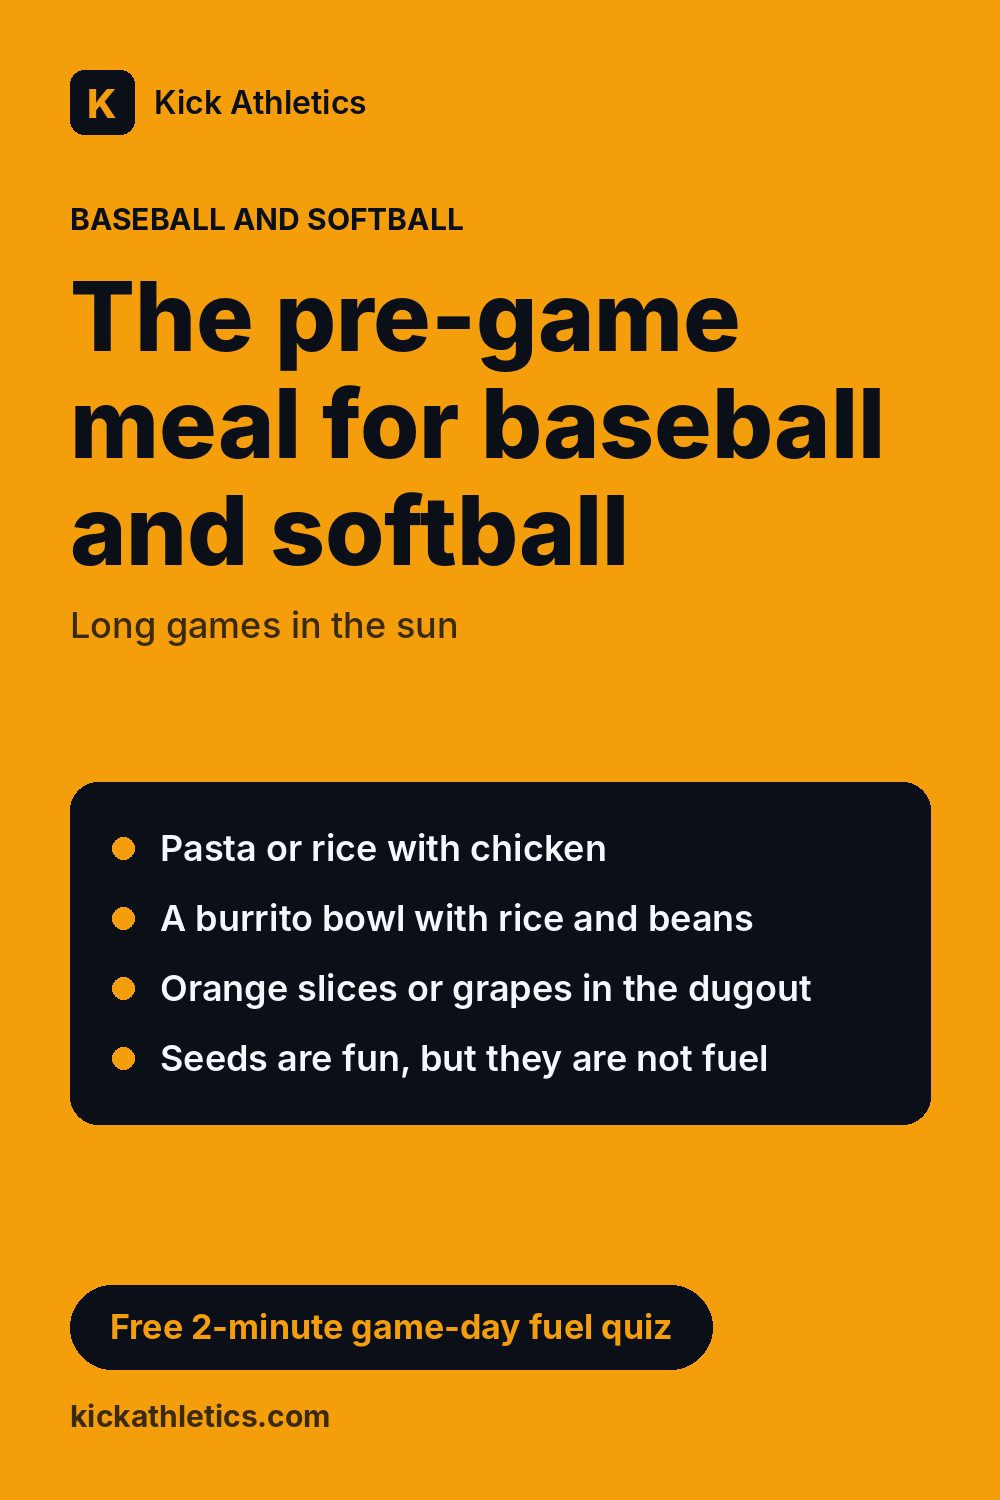 K
Kick Athletics
BASEBALL AND SOFTBALL
The pre-game
meal for baseball
and softball
Long games in the sun
Pasta or rice with chicken
A burrito bowl with rice and beans
Orange slices or grapes in the dugout
Seeds are fun, but they are not fuel
Free 2-minute game-day fuel quiz
kickathletics.com